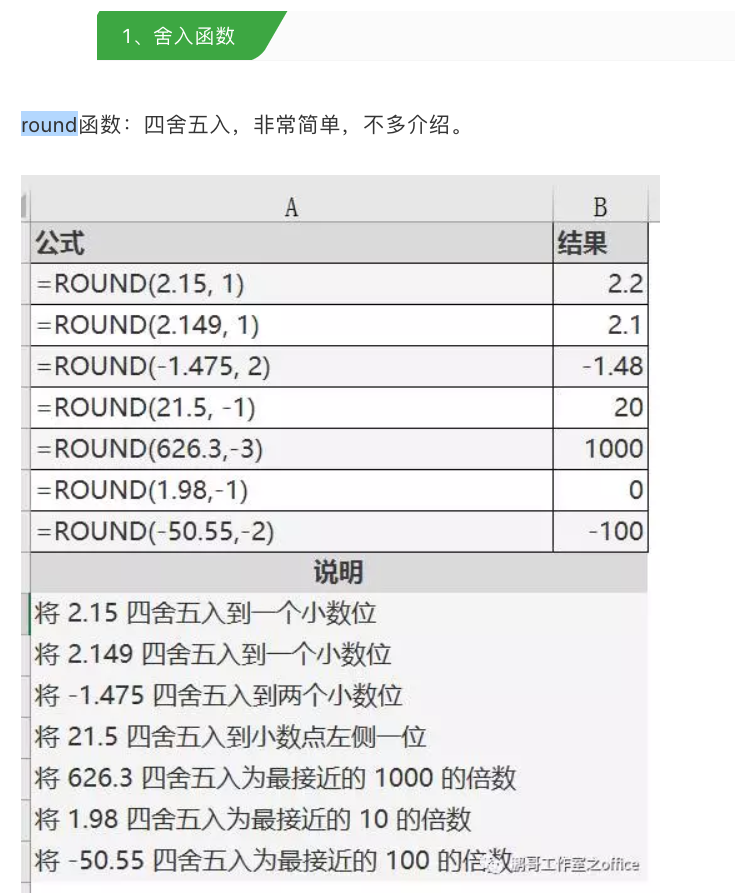 1、舍入函数
round函数：四舍五入，非常简单，不多介绍。
A B
公式 结果
=ROUND(2.15, 1) 2.2
=ROUND(2.149, 1) 2.1
=ROUND(-1.475, 2) -1.48
=ROUND(21.5, -1) 20
=ROUND(626.3,-3) 1000
=ROUND(1.98,-1) 0
=ROUND(-50.55,-2) -100
说明
将 2.15 四舍五入到一个小数位
将 2.149 四舍五入到一个小数位
将 -1.475 四舍五入到两个小数位
将 21.5 四舍五入到小数点左侧一位
将 626.3 四舍五入为最接近的 1000 的倍数
将 1.98 四舍五入为最接近的 10 的倍数
将 -50.55 四舍五入为最接近的 100 的倍数
鹏哥工作室之office